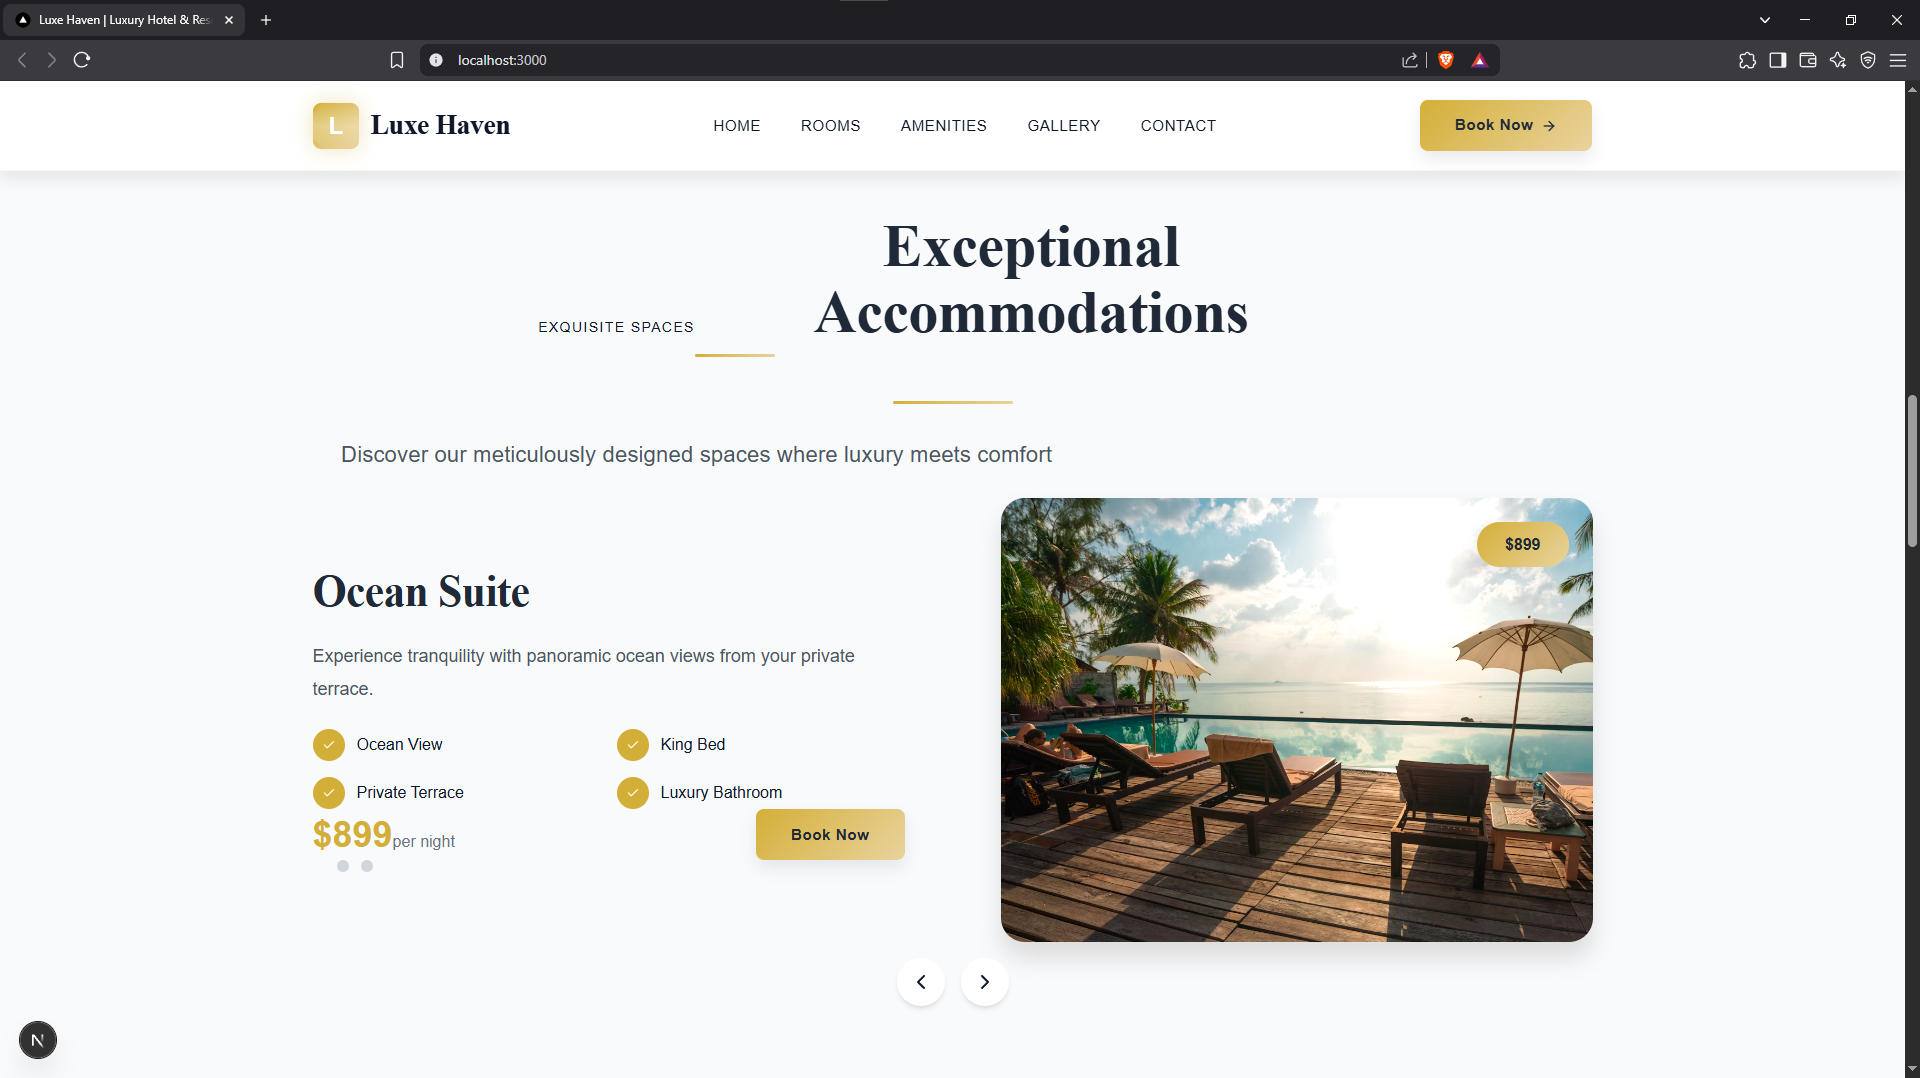 Luxe Haven | Luxury Hotel & Res
localhost:3000
L
Luxe Haven
HOME
ROOMS
AMENITIES
GALLERY
CONTACT
Book Now
Exceptional
Accommodations
EXQUISITE SPACES
Discover our meticulously designed spaces where luxury meets comfort
$899
Ocean Suite
Experience tranquility with panoramic ocean views from your private
terrace.
Ocean View
King Bed
Private Terrace
Luxury Bathroom
$899per night
Book Now
N